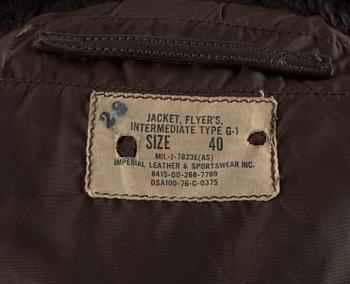 29
JACKET, FLYER'S,
INTERMEDIATE TYPE G-1
SIZE 40
MIL-J-7823E(AS)
IMPERIAL LEATHER & SPORTSWEAR INC.
8415-00-268-7789
DSA100-76-C-0375